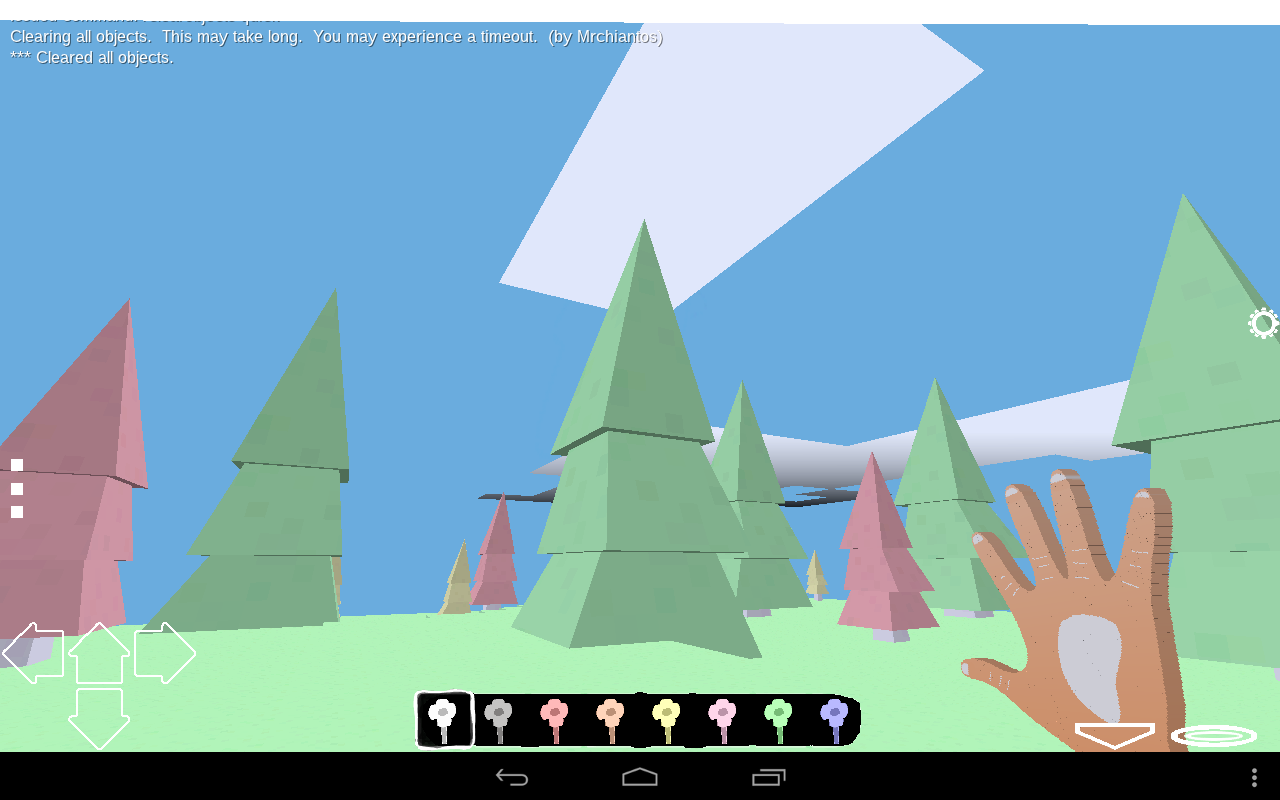 Clearing all objects.  This may take long.  You may experience a timeout.  (by Mrchiantos)
*** Cleared all objects.